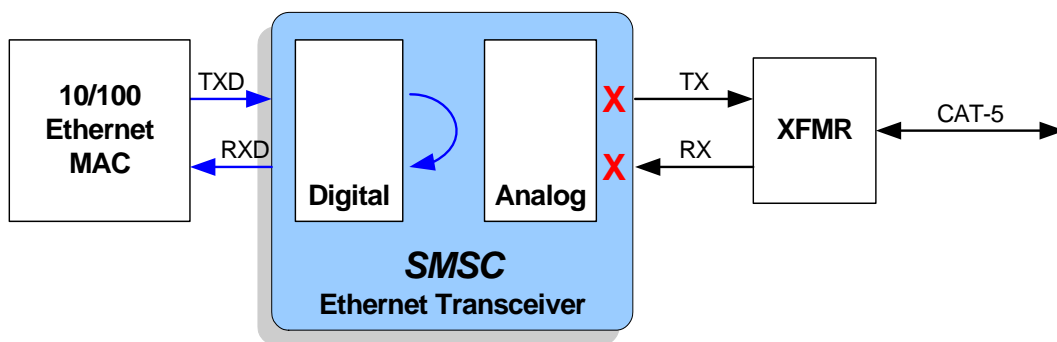 10/100
Ethernet
MAC
TXD
RXD
Digital
Analog
X
X
SMSC
Ethernet Transceiver
TX
RX
XFMR
CAT-5